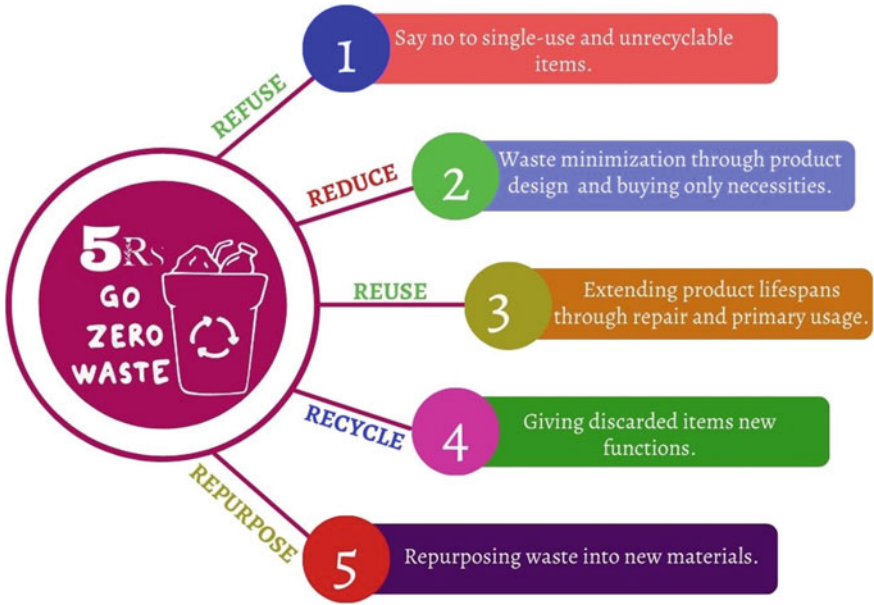 5Rs
GO
ZERO
WASTE
REFUSE
1
Say no to single-use and unrecyclable
items.
REDUCE
2
Waste minimization through product
design and buying only necessities.
REUSE
3
Extending product lifespans
through repair and primary usage.
RECYCLE
4
Giving discarded items new
functions.
REPURPOSE
5
Repurposing waste into new materials.